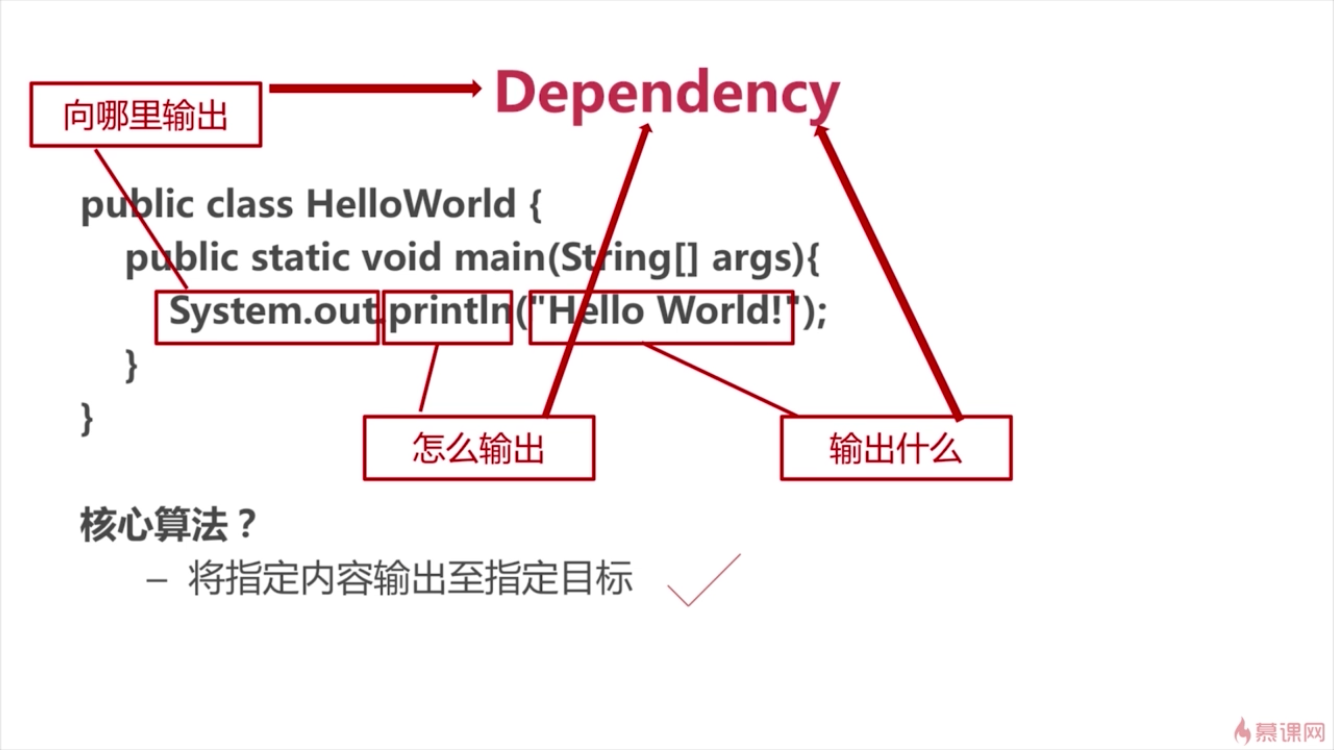 Dependency
向哪里输出
public class HelloWorld {
public static void main(String[] args){
System.out.println("Hello World!");
}
}
怎么输出
输出什么
核心算法？
– 将指定内容输出至指定目标
慕课网